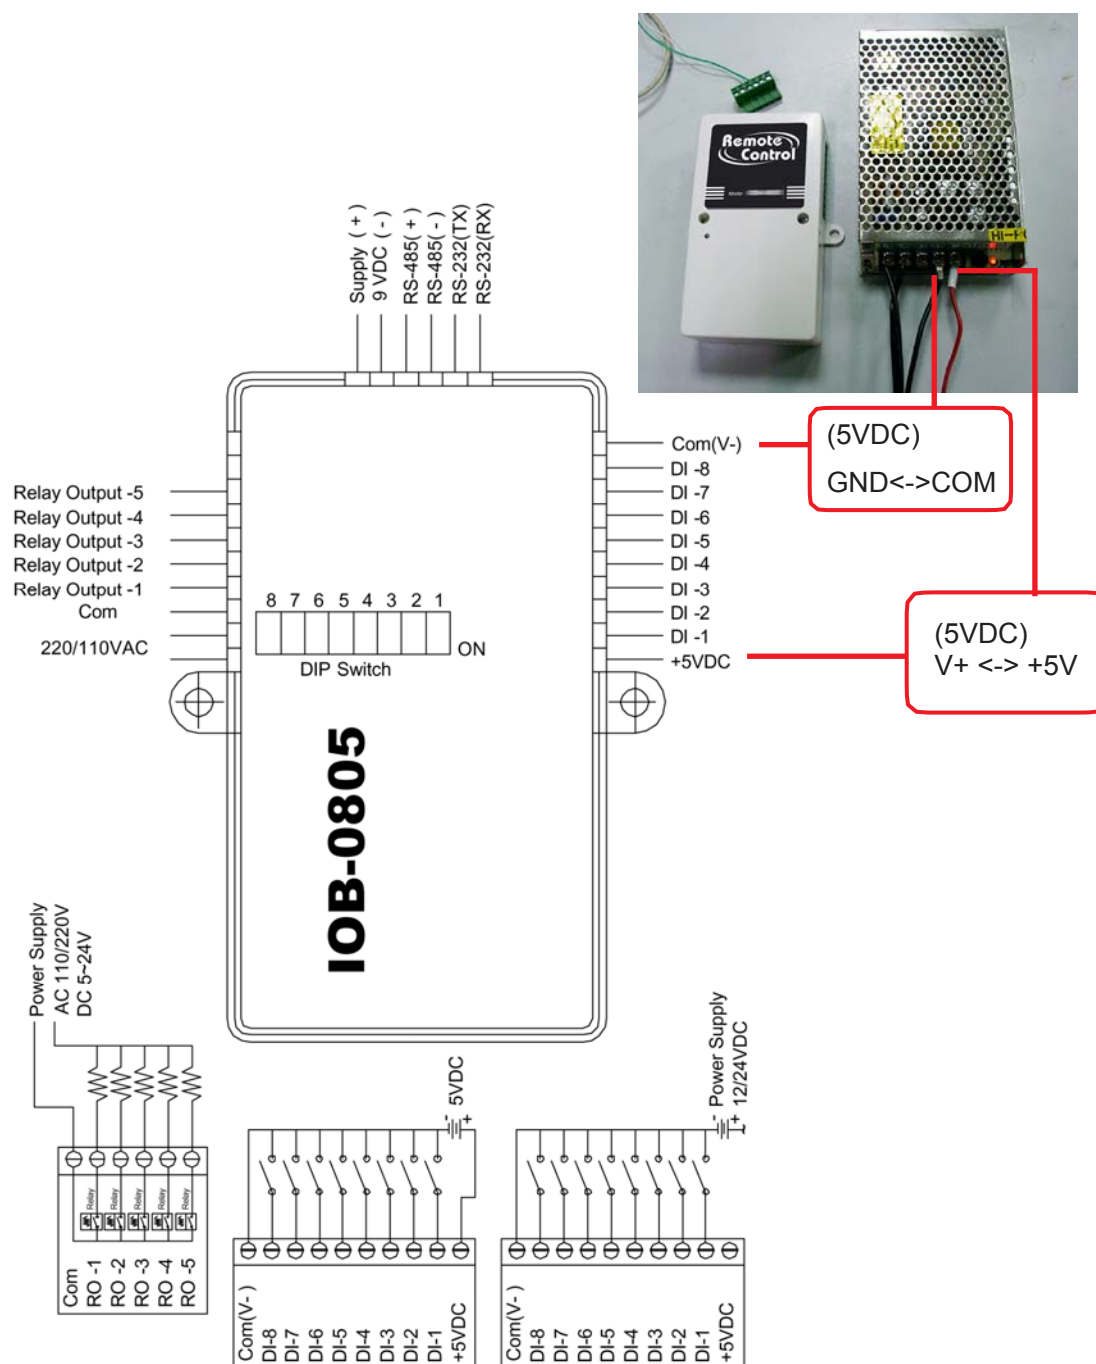 Remote
Control
Model
HI-
Supply ( + )
9 VDC ( - )
RS-485( + )
RS-485( - )
RS-232(TX)
RS-232(RX)
(5VDC)
GND<->COM
(5VDC)
V+ <-> +5V
Relay Output -5
Relay Output -4
Relay Output -3
Relay Output -2
Relay Output -1
Com
220/110VAC
Com(V-)
DI -8
DI -7
DI -6
DI -5
DI -4
DI -3
DI -2
DI -1
+5VDC
8 7 6 5 4 3 2 1
ON
DIP Switch
IOB-0805
Power Supply
AC 110/220V
DC 5~24V
Relay
Relay
Relay
Relay
Relay
Com
RO -1
RO -2
RO -3
RO -4
RO -5
- +
5VDC
Com(V- )
DI-8
DI-7
DI-6
DI-5
DI-4
DI-3
DI-2
DI-1
+5VDC
- +
Power Supply
12/24VDC
Com(V- )
DI-8
DI-7
DI-6
DI-5
DI-4
DI-3
DI-2
DI-1
+5VDC